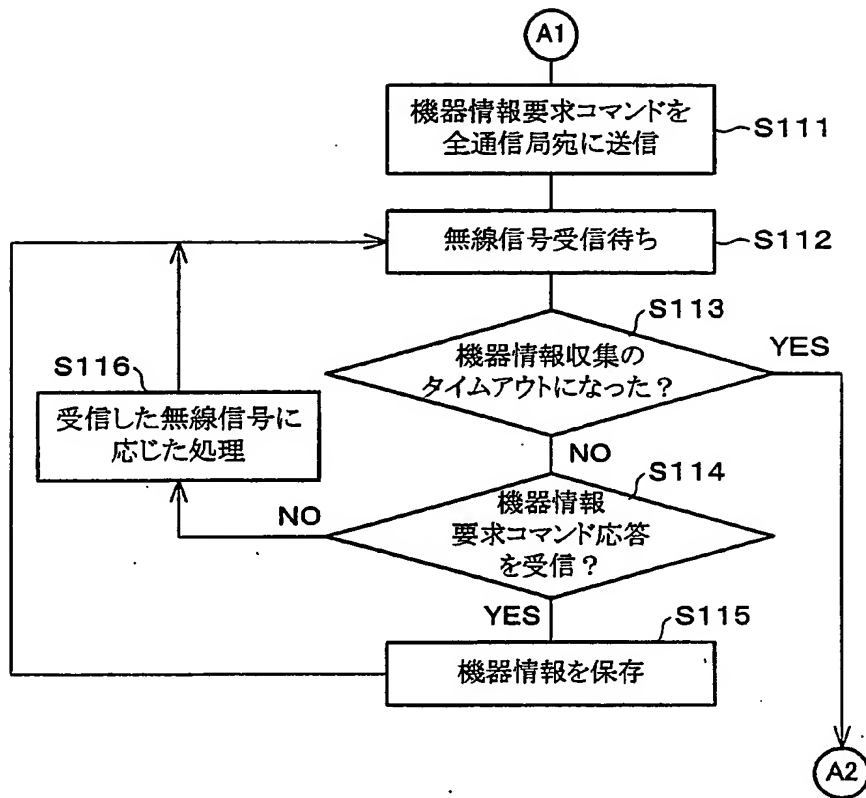 A1
機器情報要求コマンドを
全通信局宛に送信
S111
無線信号受信待ち
S112
S113
機器情報収集の
タイムアウトになった？
YES
S116
受信した無線信号に
応じた処理
NO
S114
NO
機器情報
要求コマンド応答
を受信？
YES
S115
機器情報を保存
A2